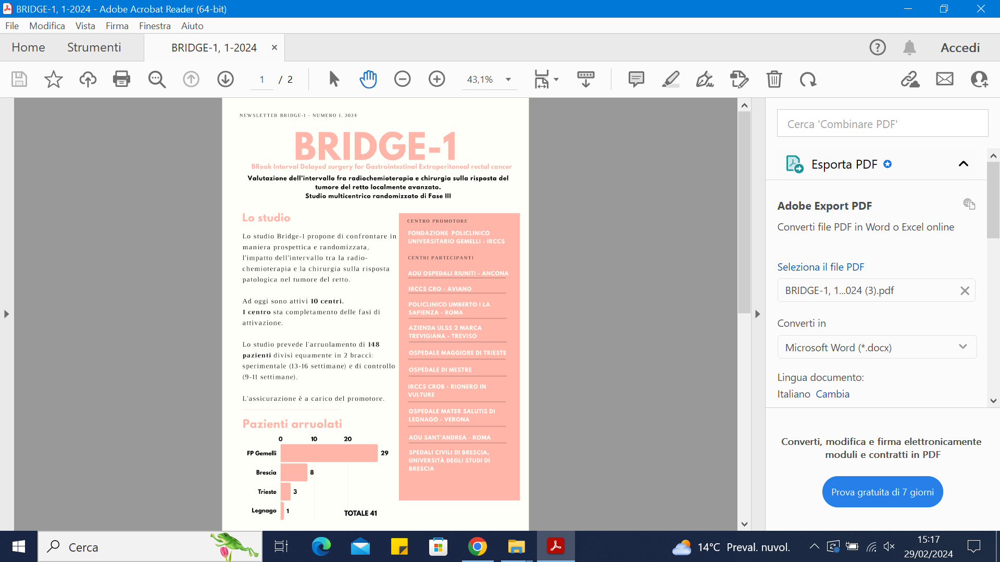 BRIDGE-1, 1-2024 - Adobe Acrobat Reader (64-bit)
File Modifica Vista Firma Finestra Aiuto
Home Strumenti BRIDGE-1, 1-2024 × Accedi
1 / 2 43,1%
NEWSLETTER BRIDGE-1 - NUMERO 1, 2024
BRIDGE-1
BReak Interval Delayed surgery for Gastrointestinal Extraperitoneal rectal cancer
Valutazione dell'intervallo fra radiochemioterapia e chirurgia sulla risposta del
tumore del retto localmente avanzato.
Studio multicentrico randomizzato di Fase III
Lo studio
Lo studio Bridge-1 propone di confrontare in
maniera prospettica e randomizzata,
l'impatto dell'intervallo tra la radio-
chemioterapia e la chirurgia sulla risposta
patologica nel tumore del retto.
Ad oggi sono attivi 10 centri.
1 centro sta completamento delle fasi di
attivazione.
Lo studio prevede l'arruolamento di 148
pazienti divisi equamente in 2 bracci:
sperimentale (13-16 settimane) e di controllo
(9-11 settimane).
L'assicurazione è a carico del promotore.
Pazienti arruolati
0 10 20
FP Gemelli 29
Brescia 8
Trieste 3
Legnago 1
TOTALE 41
CENTRO PROMOTORE
FONDAZIONE POLICLINICO
UNIVERSITARIO GEMELLI - IRCCS
CENTRI PARTECIPANTI
AOU OSPEDALI RIUNITI - ANCONA
IRCCS CRO - AVIANO
POLICLINICO UMBERTO I LA
SAPIENZA - ROMA
AZIENDA ULSS 2 MARCA
TREVIGIANA - TREVISO
OSPEDALE MAGGIORE DI TRIESTE
OSPEDALE DI MESTRE
IRCCS CROB - RIONERO IN
VULTURE
OSPEDALE MATER SALUTIS DI
LEGNAGO - VERONA
AOU SANT'ANDREA - ROMA
SPEDALI CIVILI DI BRESCIA,
UNIVERSITÀ DEGLI STUDI DI
BRESCIA
Cerca 'Combinare PDF'
Esporta PDF
Adobe Export PDF
Converti file PDF in Word o Excel online
Seleziona il file PDF
BRIDGE-1, 1...024 (3).pdf
Converti in
Microsoft Word (*.docx)
Lingua documento:
Italiano Cambia
Converti, modifica e firma elettronicamente
moduli e contratti in PDF
Prova gratuita di 7 giorni
Cerca
14°C Preval. nuvol.
15:17
29/02/2024